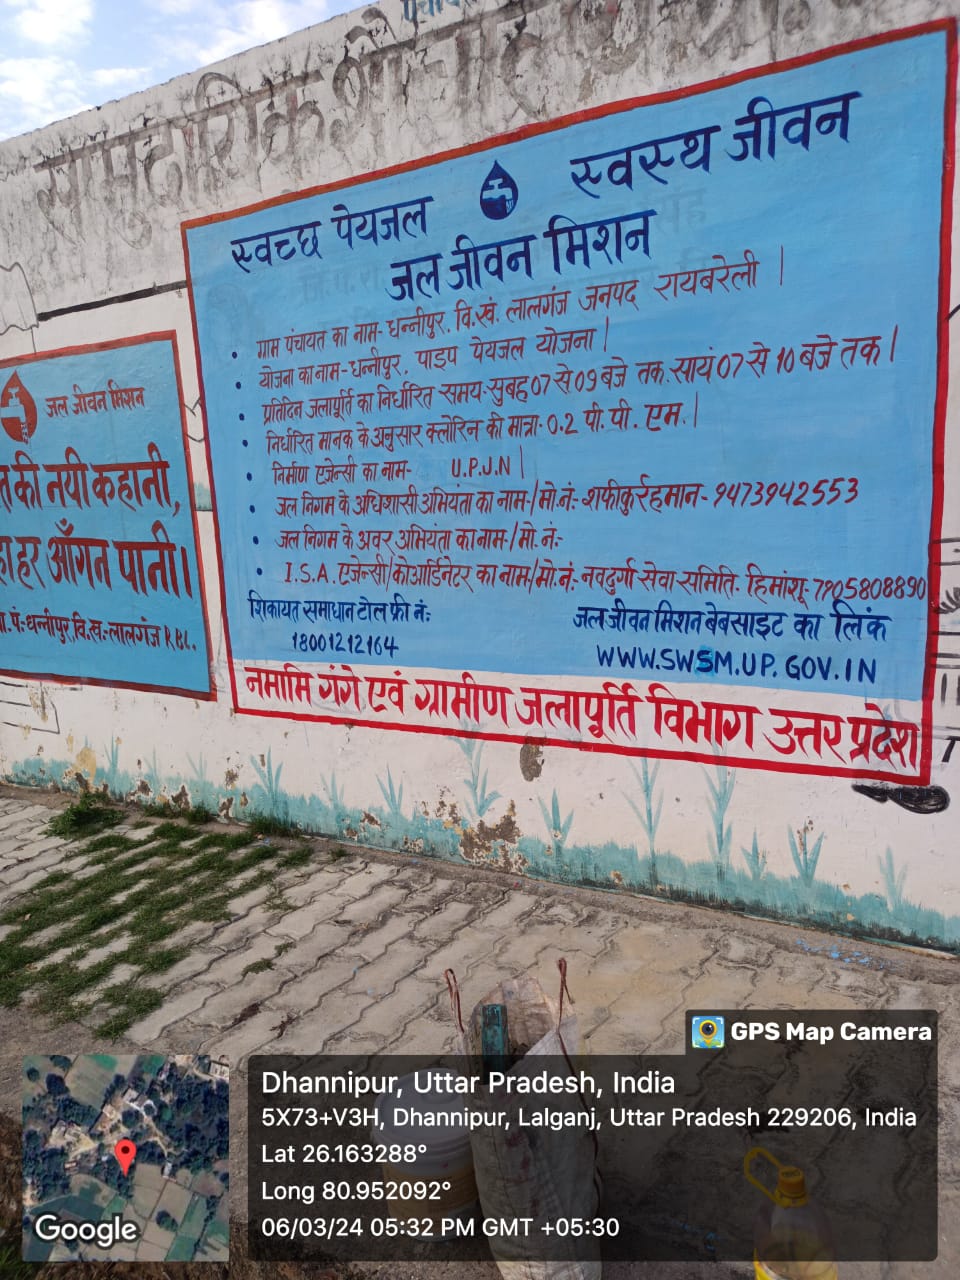 पंचायत
सामुदायिक शौचालय
स्वच्छ पेयजल स्वस्थ जीवन
जल जीवन मिशन
ग्राम पंचायत का नाम- धन्नीपुर, वि.खं. लालगंज जनपद रायबरेली |
योजना का नाम-धन्नीपुर, पाइप पेयजल योजना |
प्रतिदिन जलापूर्ति का निर्धारित समय-सुबह 07 से 09 बजे तक. सायं 07 से 10 बजे तक |
निर्धारित मानक के अनुसार क्लोरिन की मात्रा- 0.2 पी. पी. एम. |
निर्माण एजेन्सी का नाम- U.P.J.N |
जल निगम के अधिशासी अभियंता का नाम-/मो.नं:- शफीकुर्रहमान- 9473942553
जल निगम के अवर अभियंता का नाम-/मो.नं:-
I.S.A. एजेन्सी/कोआर्डिनेटर का नाम/मो.नं:- नवदुर्गा सेवा समिति. हिमांशू- 7905808890
शिकायत समाधान टोल फ्री नं:
18001212164
जल जीवन मिशन बेबसाइट का लिंक
WWW.SWSM.UP.GOV.IN
नमामि गंगे एवं ग्रामीण जलापूर्ति विभाग उत्तर प्रदेश
जल जीवन मिशन
की नयी कहानी,
हर आँगन पानी।
पं:-धन्नीपुर, वि.ख:-लालगंज R.BL.
GPS Map Camera
Dhannipur, Uttar Pradesh, India
5X73+V3H, Dhannipur, Lalganj, Uttar Pradesh 229206, India
Lat 26.163288°
Long 80.952092°
06/03/24 05:32 PM GMT +05:30
Google